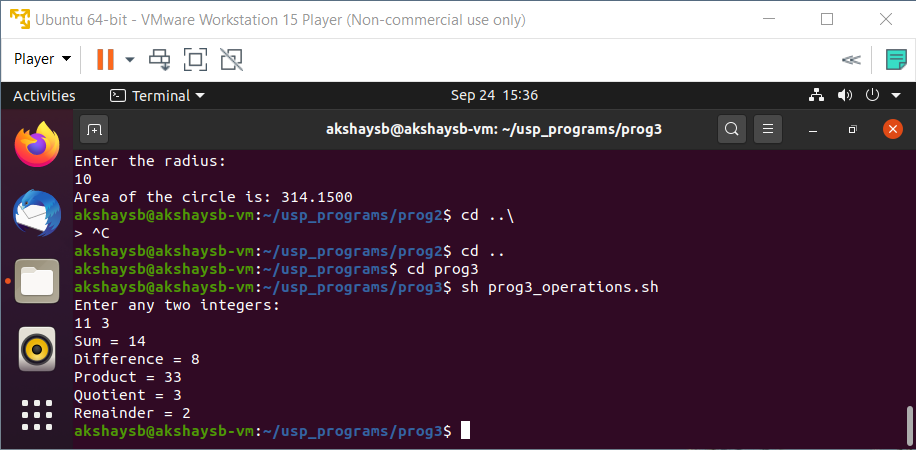 Ubuntu 64-bit - VMware Workstation 15 Player (Non-commercial use only)
Player
Activities Terminal Sep 24 15:36
akshaysb@akshaysb-vm: ~/usp_programs/prog3
Enter the radius:
10
Area of the circle is: 314.1500
akshaysb@akshaysb-vm:~/usp_programs/prog2$ cd ..\
> ^C
akshaysb@akshaysb-vm:~/usp_programs/prog2$ cd ..
akshaysb@akshaysb-vm:~/usp_programs$ cd prog3
akshaysb@akshaysb-vm:~/usp_programs/prog3$ sh prog3_operations.sh
Enter any two integers:
11 3
Sum = 14
Difference = 8
Product = 33
Quotient = 3
Remainder = 2
akshaysb@akshaysb-vm:~/usp_programs/prog3$